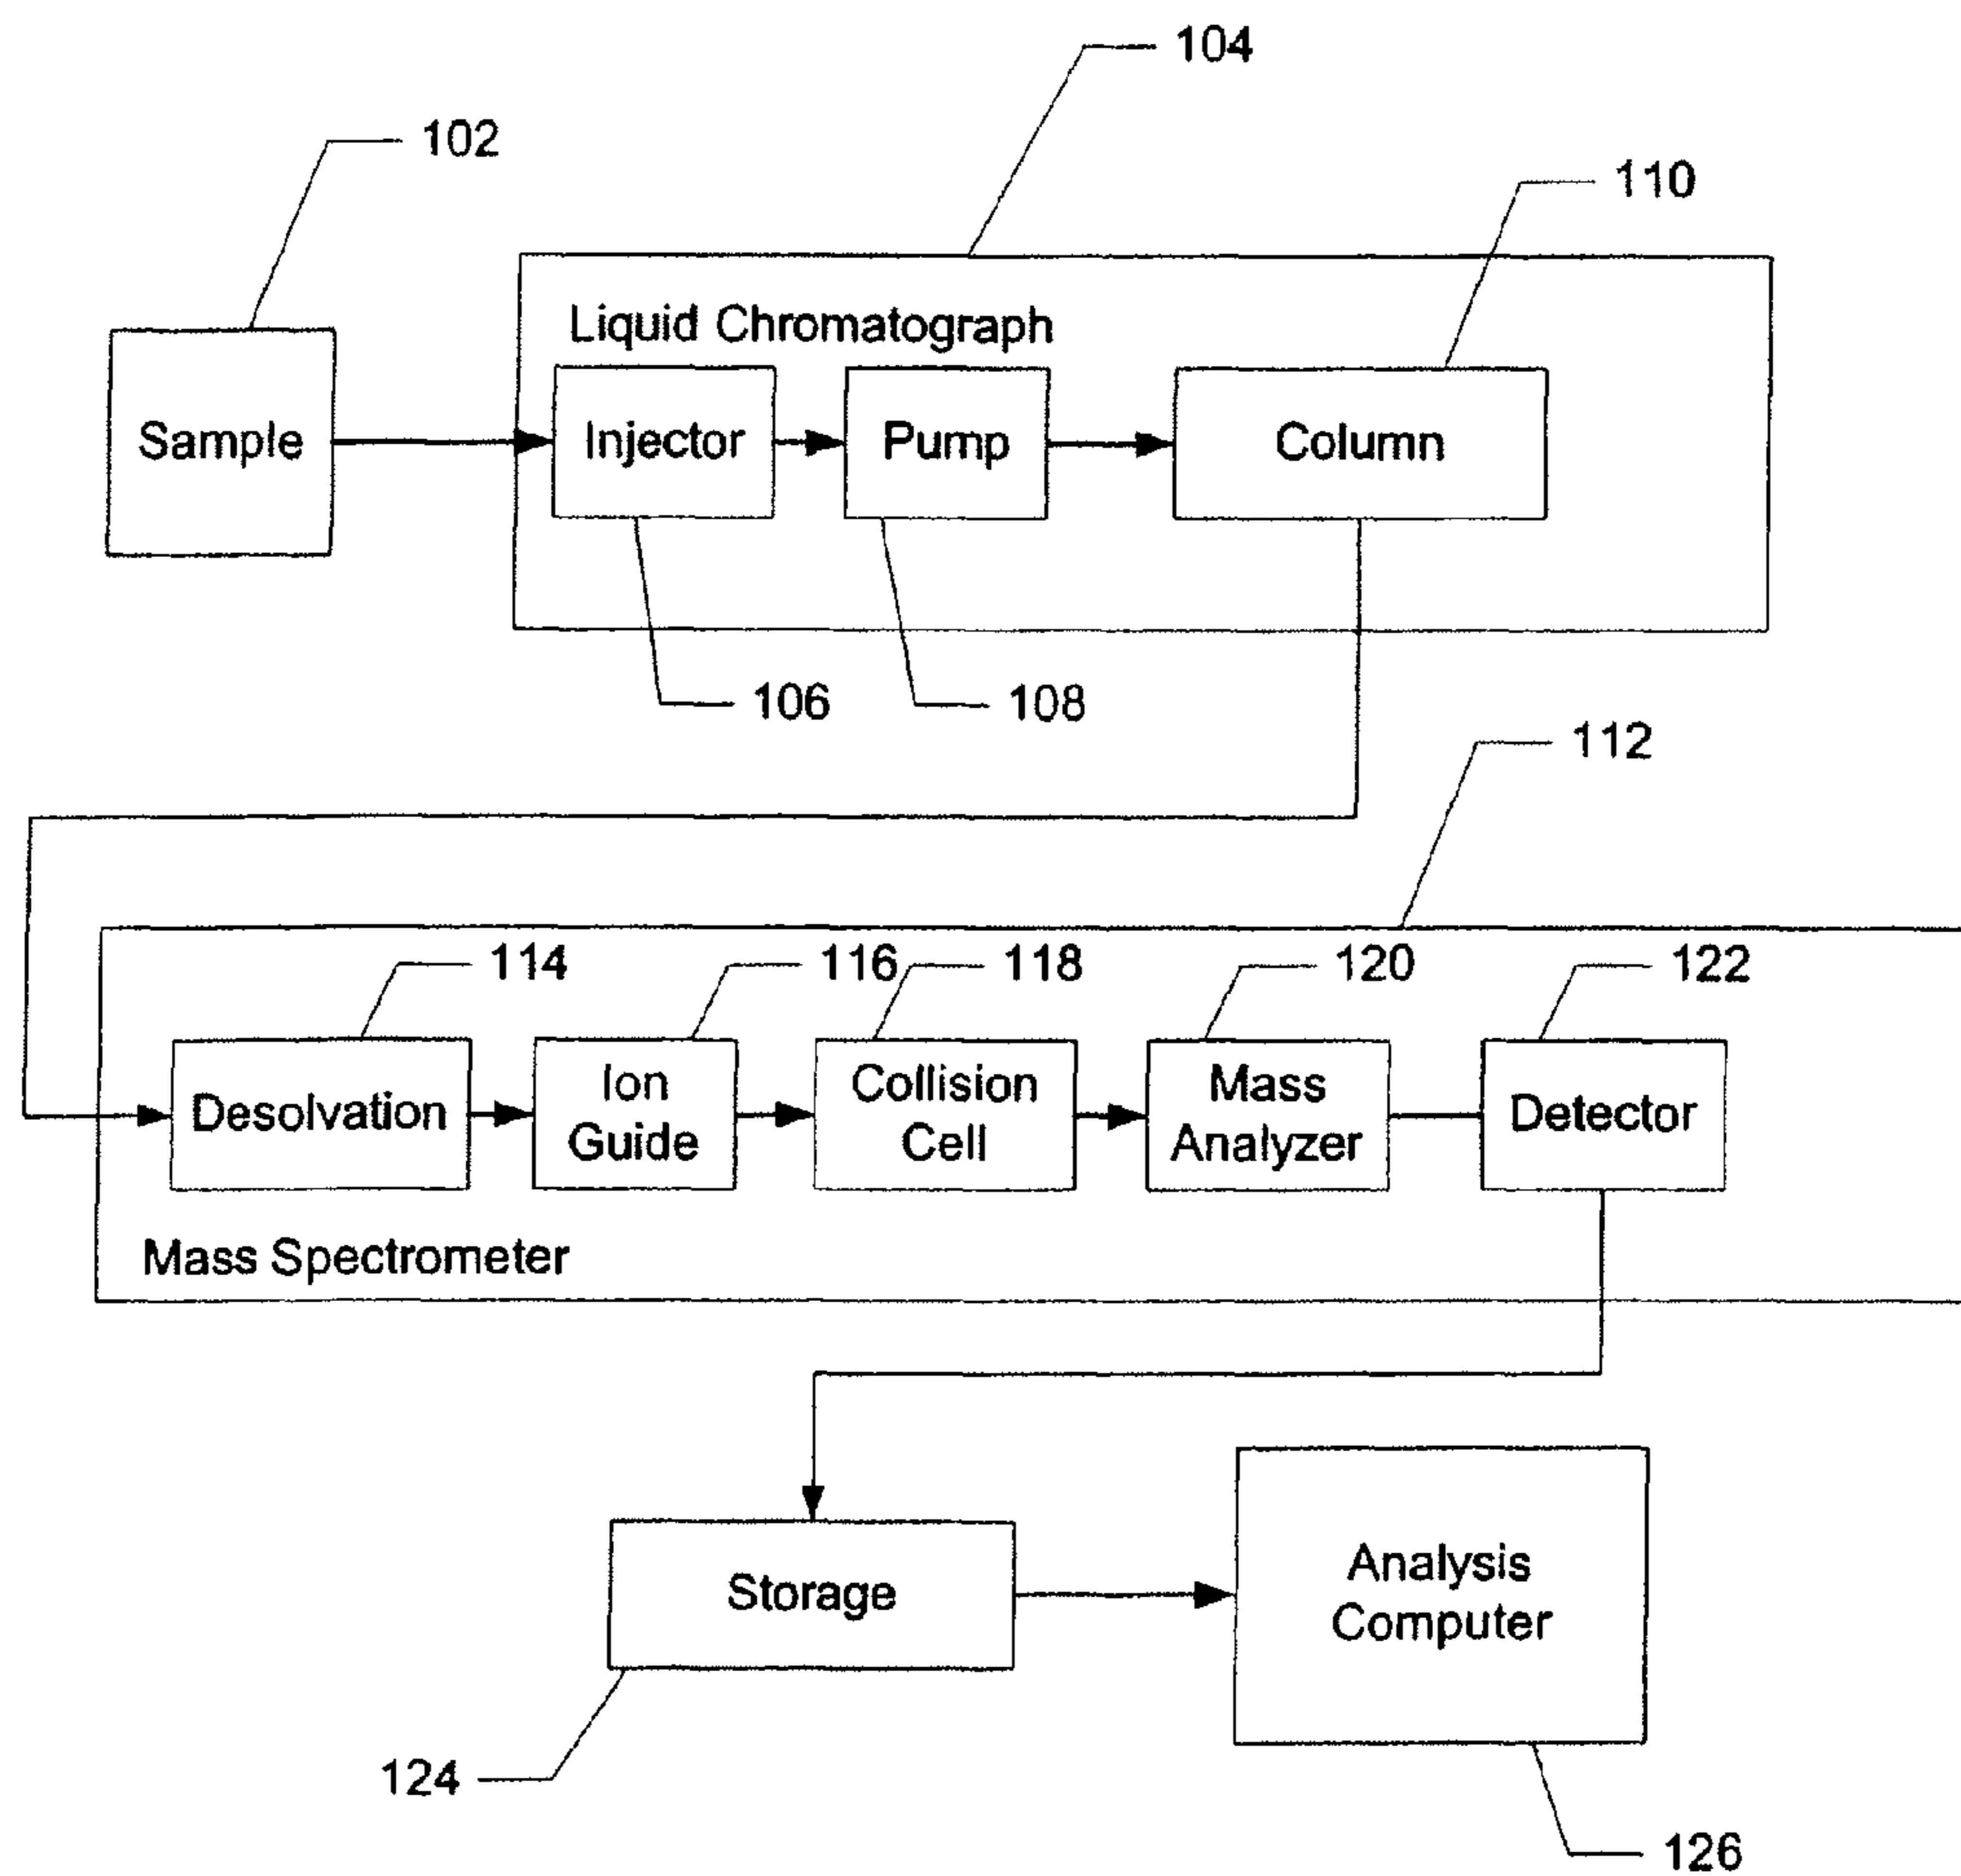 104
102
110
Liquid Chromatograph
Sample
Injector
Pump
Column
106
108
112
114
116
118
120
122
Desolvation
Ion
Guide
Collision
Cell
Mass
Analyzer
Detector
Mass Spectrometer
Storage
Analysis
Computer
124
126